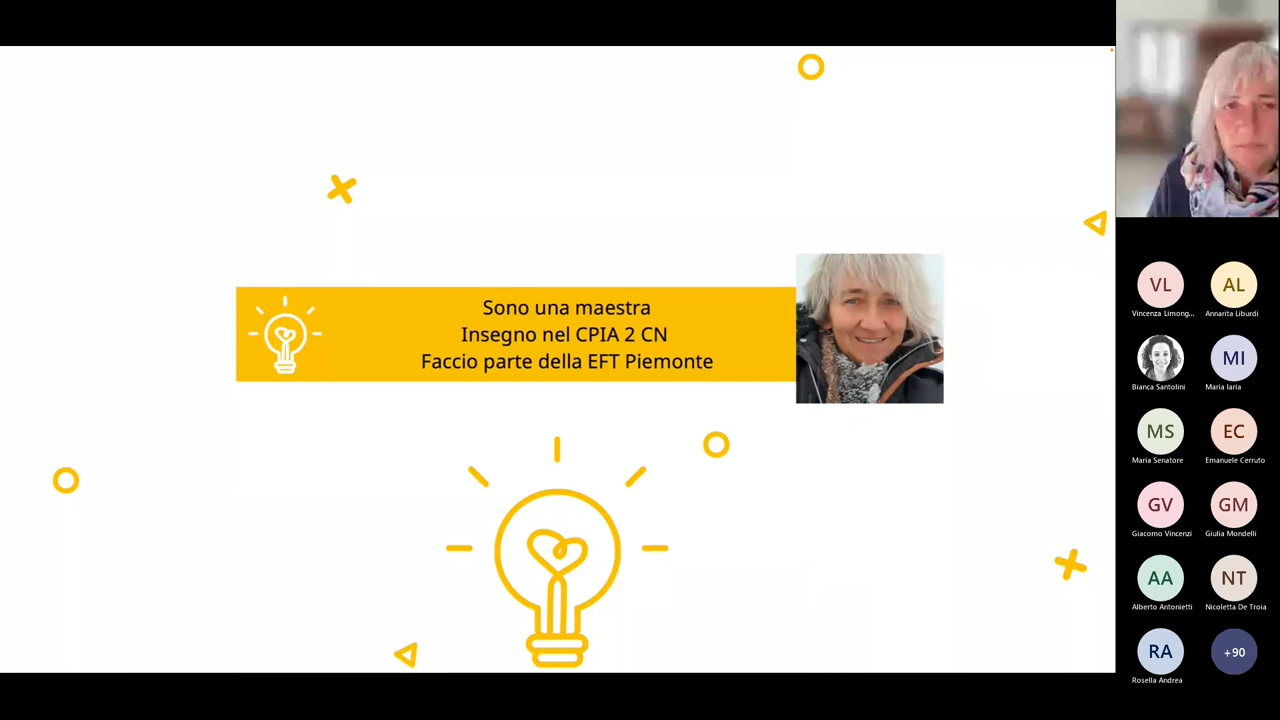 Sono una maestra
Insegno nel CPIA 2 CN
Faccio parte della EFT Piemonte
VL
Vincenza Limong...
AL
Annarita Liburdi
Bianca Santolini
MI
Maria Iaria
MS
Maria Senatore
EC
Emanuele Cerruto
GV
Giacomo Vincenzi
GM
Giulia Mondelli
AA
Alberto Antonietti
NT
Nicoletta De Troia
RA
Rosella Andrea
+90